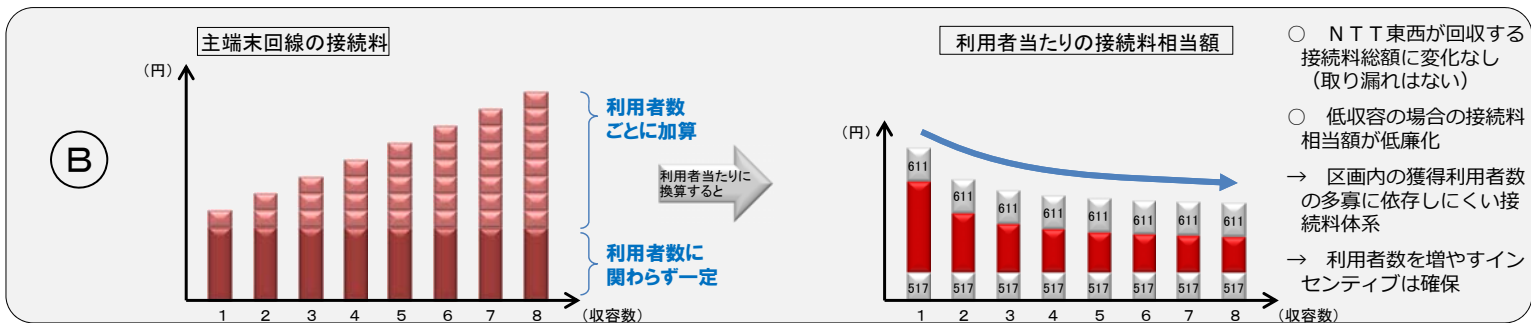 B
主端末回線の接続料
(円)
利用者数
ごとに加算
利用者数に
関わらず一定
1 2 3 4 5 6 7 8 (収容数)
利用者当たりに
換算すると
利用者当たりの接続料相当額
(円)
611 611 611 611 611 611 611 611
517 517 517 517 517 517 517 517
1 2 3 4 5 6 7 8 (収容数)
○ NTT東西が回収する
接続料総額に変化なし
(取り漏れはない)
○ 低収容の場合の接続料
相当額が低廉化
→ 区画内の獲得利用者数
の多寡に依存しにくい接
続料体系
→ 利用者数を増やすイン
センティブは確保